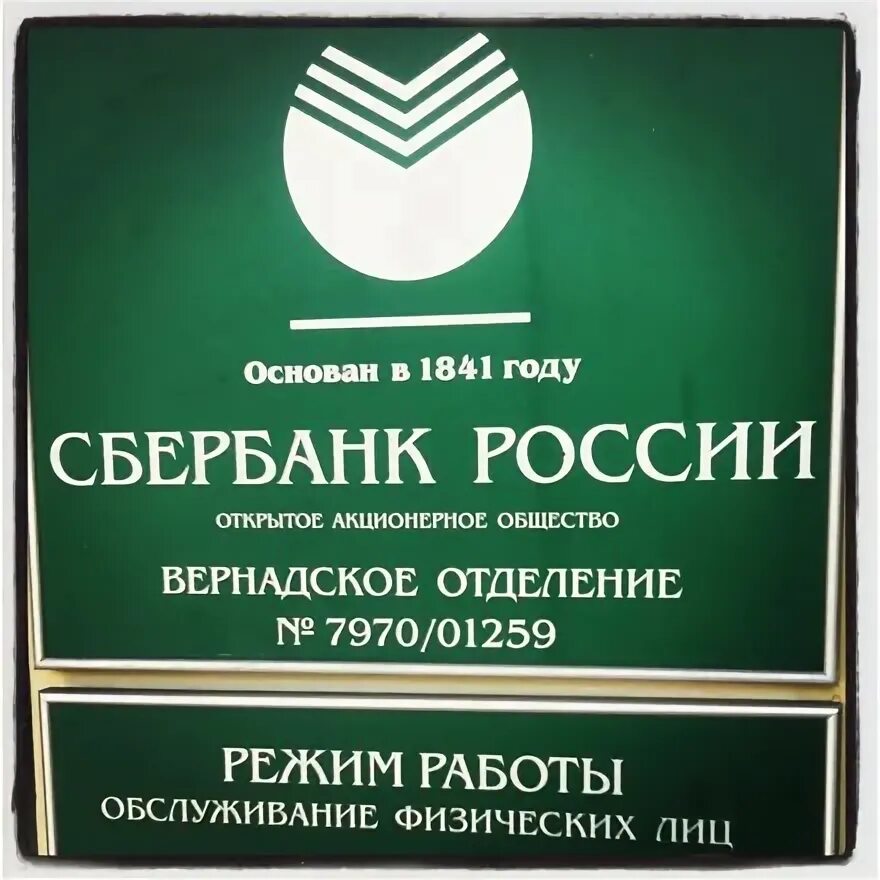 Основан в 1841 году
СБЕРБАНК РОССИИ
ОТКРЫТОЕ АКЦИОНЕРНОЕ ОБЩЕСТВО
ВЕРНАДСКОЕ ОТДЕЛЕНИЕ
№ 7970/01259
РЕЖИМ РАБОТЫ
ОБСЛУЖИВАНИЕ ФИЗИЧЕСКИХ ЛИЦ